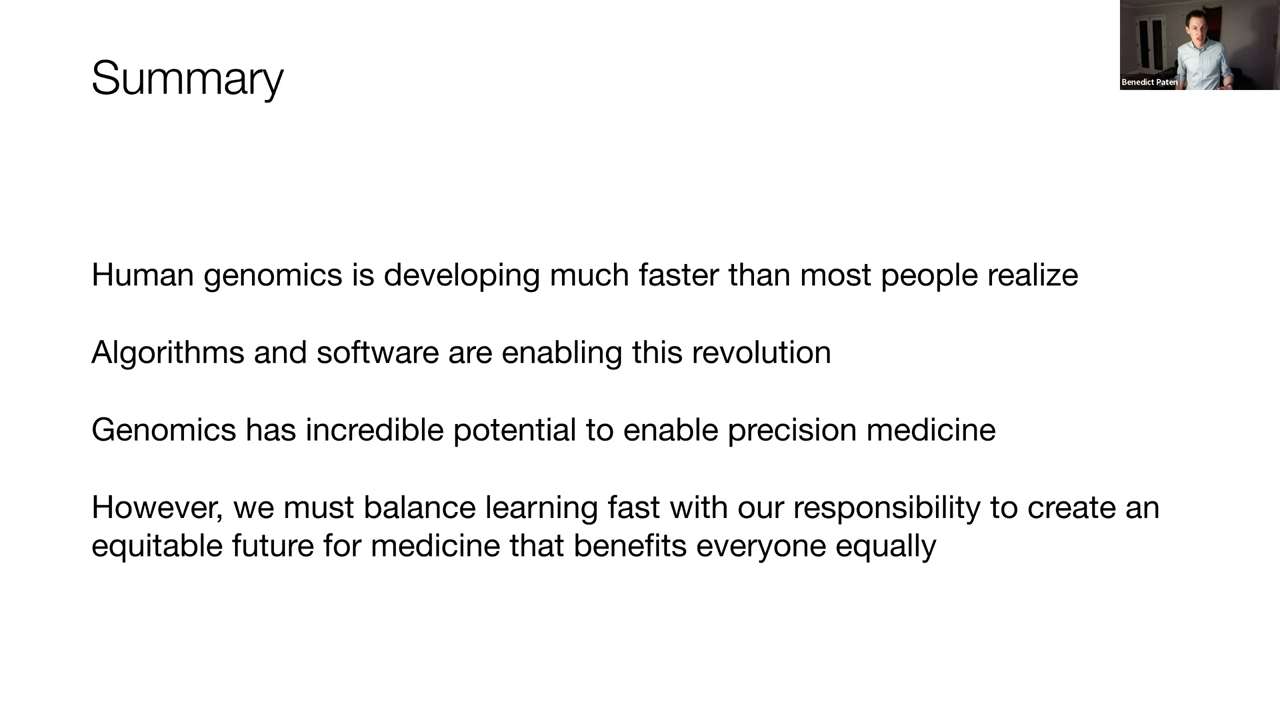 Summary
Benedict Paten
Human genomics is developing much faster than most people realize
Algorithms and software are enabling this revolution
Genomics has incredible potential to enable precision medicine
However, we must balance learning fast with our responsibility to create an
equitable future for medicine that benefits everyone equally